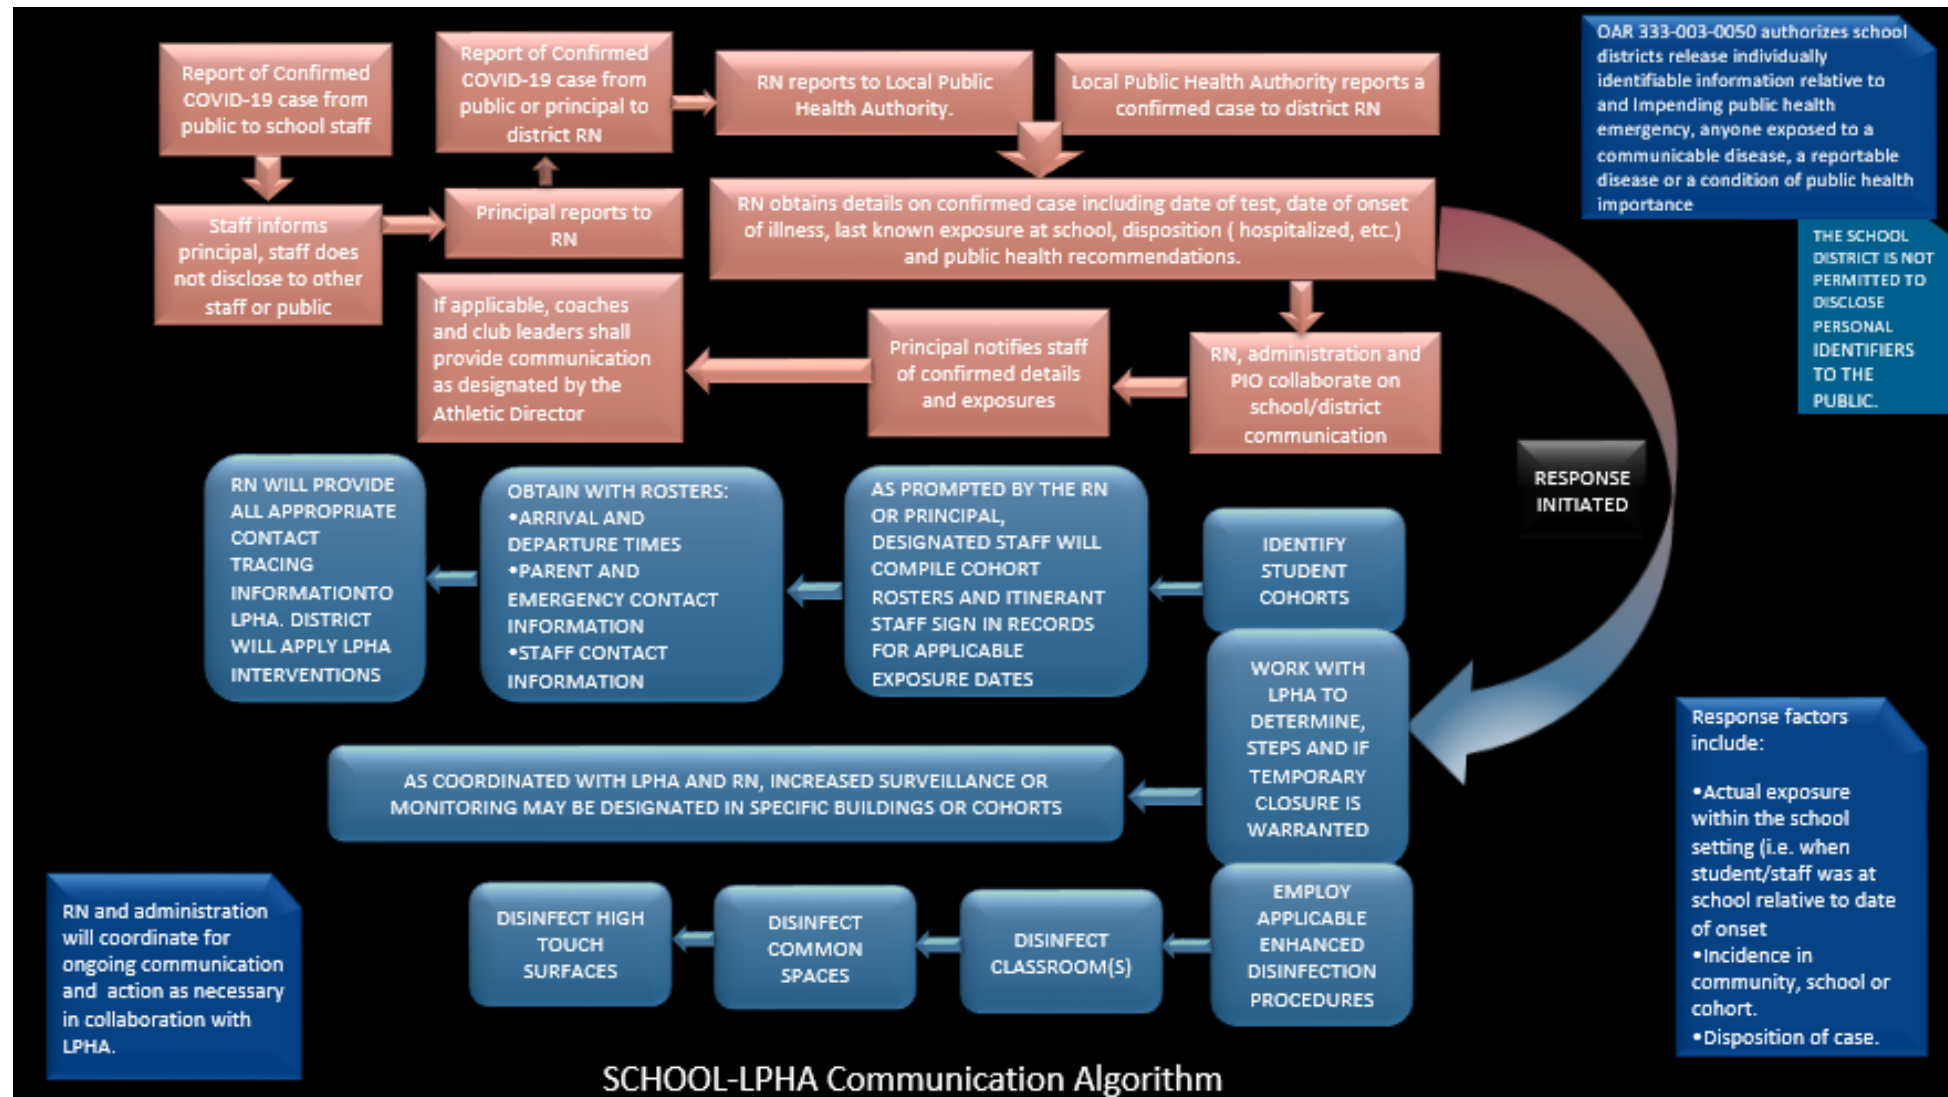 Report of Confirmed
COVID-19 case from
public to school staff
Report of Confirmed
COVID-19 case from
public or principal to
district RN
RN reports to Local Public
Health Authority.
Local Public Health Authority reports a
confirmed case to district RN
OAR 333-003-0050 authorizes school
districts release individually
identifiable information relative to
and Impending public health
emergency, anyone exposed to a
communicable disease, a reportable
disease or a condition of public health
importance
THE SCHOOL
DISTRICT IS NOT
PERMITTED TO
DISCLOSE
PERSONAL
IDENTIFIERS
TO THE
PUBLIC.
Staff informs
principal, staff does
not disclose to other
staff or public
Principal reports to
RN
RN obtains details on confirmed case including date of test, date of onset
of illness, last known exposure at school, disposition ( hospitalized, etc.)
and public health recommendations.
If applicable, coaches
and club leaders shall
provide communication
as designated by the
Athletic Director
Principal notifies staff
of confirmed details
and exposures
RN, administration and
PIO collaborate on
school/district
communication
RESPONSE
INITIATED
RN WILL PROVIDE
ALL APPROPRIATE
CONTACT
TRACING
INFORMATIONTO
LPHA. DISTRICT
WILL APPLY LPHA
INTERVENTIONS
OBTAIN WITH ROSTERS:
•ARRIVAL AND
DEPARTURE TIMES
•PARENT AND
EMERGENCY CONTACT
INFORMATION
•STAFF CONTACT
INFORMATION
AS PROMPTED BY THE RN
OR PRINCIPAL,
DESIGNATED STAFF WILL
COMPILE COHORT
ROSTERS AND ITINERANT
STAFF SIGN IN RECORDS
FOR APPLICABLE
EXPOSURE DATES
IDENTIFY
STUDENT
COHORTS
WORK WITH
LPHA TO
DETERMINE,
STEPS AND IF
TEMPORARY
CLOSURE IS
WARRANTED
AS COORDINATED WITH LPHA AND RN, INCREASED SURVEILLANCE OR
MONITORING MAY BE DESIGNATED IN SPECIFIC BUILDINGS OR COHORTS
Response factors
include:
•Actual exposure
within the school
setting (i.e. when
student/staff was at
school relative to date
of onset
•Incidence in
community, school or
cohort.
•Disposition of case.
RN and administration
will coordinate for
ongoing communication
and  action as necessary
in collaboration with
LPHA.
DISINFECT HIGH
TOUCH
SURFACES
DISINFECT
COMMON
SPACES
DISINFECT
CLASSROOM(S)
EMPLOY
APPLICABLE
ENHANCED
DISINFECTION
PROCEDURES
SCHOOL-LPHA Communication Algorithm